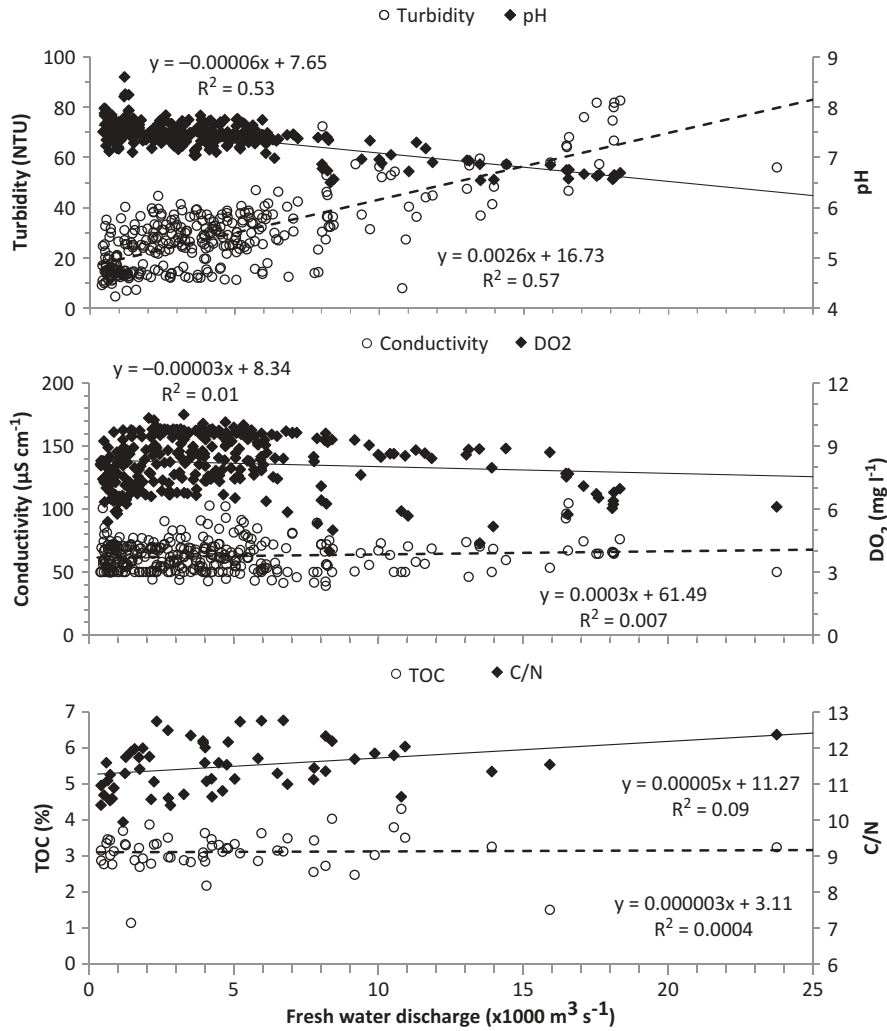 Turbidity pH
y = –0.00006x + 7.65
R² = 0.53
100
80
60
40
20
0
Turbidity (NTU)
9
8
7
6
5
4
pH
y = 0.0026x + 16.73
R² = 0.57
Conductivity DO2
y = –0.00003x + 8.34
R² = 0.01
200
150
100
50
0
Conductivity (µS cm⁻¹)
12
9
6
3
0
DO₂ (mg l⁻¹)
y = 0.0003x + 61.49
R² = 0.007
TOC C/N
7
6
5
4
3
2
1
0
TOC (%)
13
12
11
10
9
8
7
6
C/N
y = 0.00005x + 11.27
R² = 0.09
y = 0.000003x + 3.11
R² = 0.0004
0 5 10 15 20 25
Fresh water discharge (x1000 m³ s⁻¹)